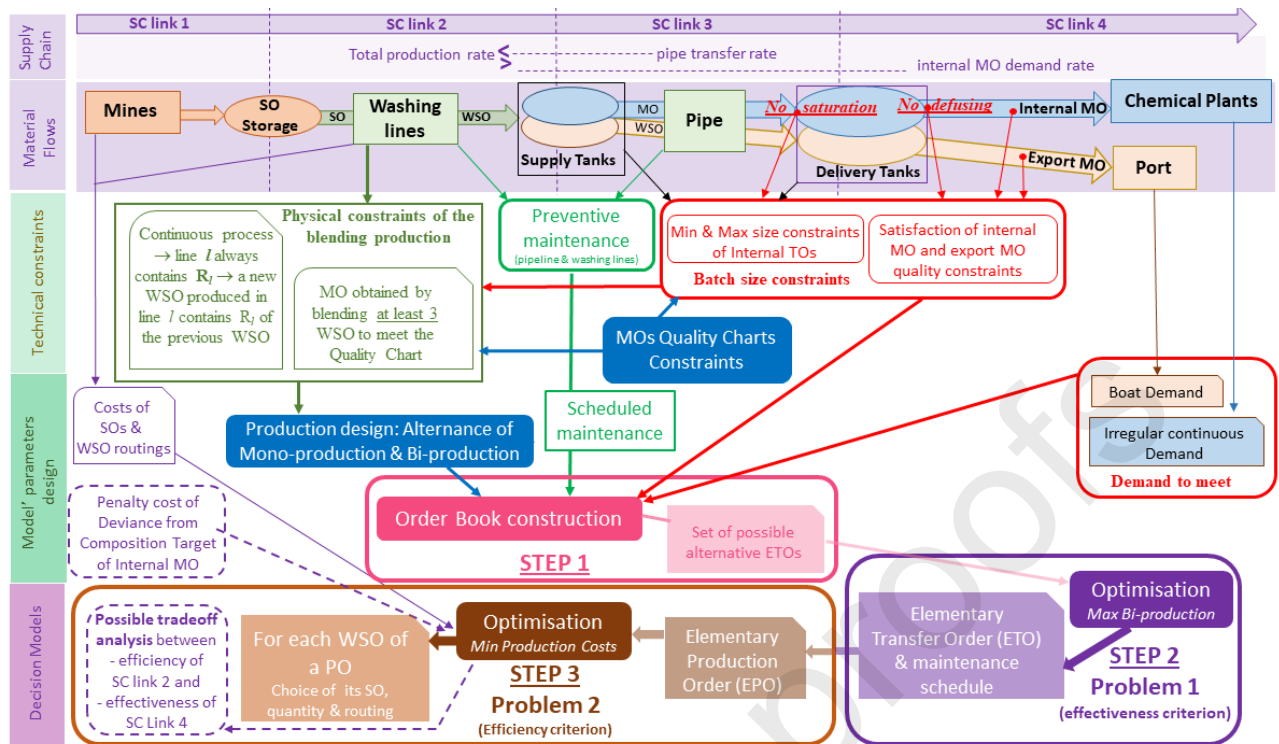 SC link 1
SC link 2
SC link 3
SC link 4
Supply
Chain
Total production rate
<
pipe transfer rate
>
internal MO demand rate
Material
Flows
Mines
SO
Storage
SO
Washing
lines
WSO
Supply Tanks
MO
WSO
Pipe
No saturation
No defusing
Delivery Tanks
Internal MO
Export MO
Chemical Plants
Port
Technical constraints
Physical constraints of the
blending production
Continuous process
→ line l always
contains Rl → a new
WSO produced in
line l contains Rl of
the previous WSO
MO obtained by
blending at least 3
WSO to meet the
Quality Chart
Preventive
maintenance
(pipeline & washing lines)
Min & Max size constraints
of Internal TOs
Satisfaction of internal
MO and export MO
quality constraints
Batch size constraints
MOs Quality Charts
Constraints
Model' parameters
design
Costs of
SOs &
WSO routings
Production design: Alternance of
Mono-production & Bi-production
Scheduled
maintenance
Boat Demand
Irregular continuous
Demand
Demand to meet
Penalty cost of
Deviance from
Composition Target
of Internal MO
Order Book construction
STEP 1
Set of possible
alternative ETOs
Decision Models
Possible tradeoff
analysis between
- efficiency of
SC link 2 and
- effectiveness of
SC Link 4
For each WSO of
a PO
Choice of its SO,
quantity & routing
Optimisation
Min Production Costs
STEP 3
Problem 2
(Efficiency criterion)
Elementary
Production
Order (EPO)
Elementary
Transfer Order (ETO)
& maintenance
schedule
Optimisation
Max Bi-production
STEP 2
Problem 1
(effectiveness criterion)
proofs